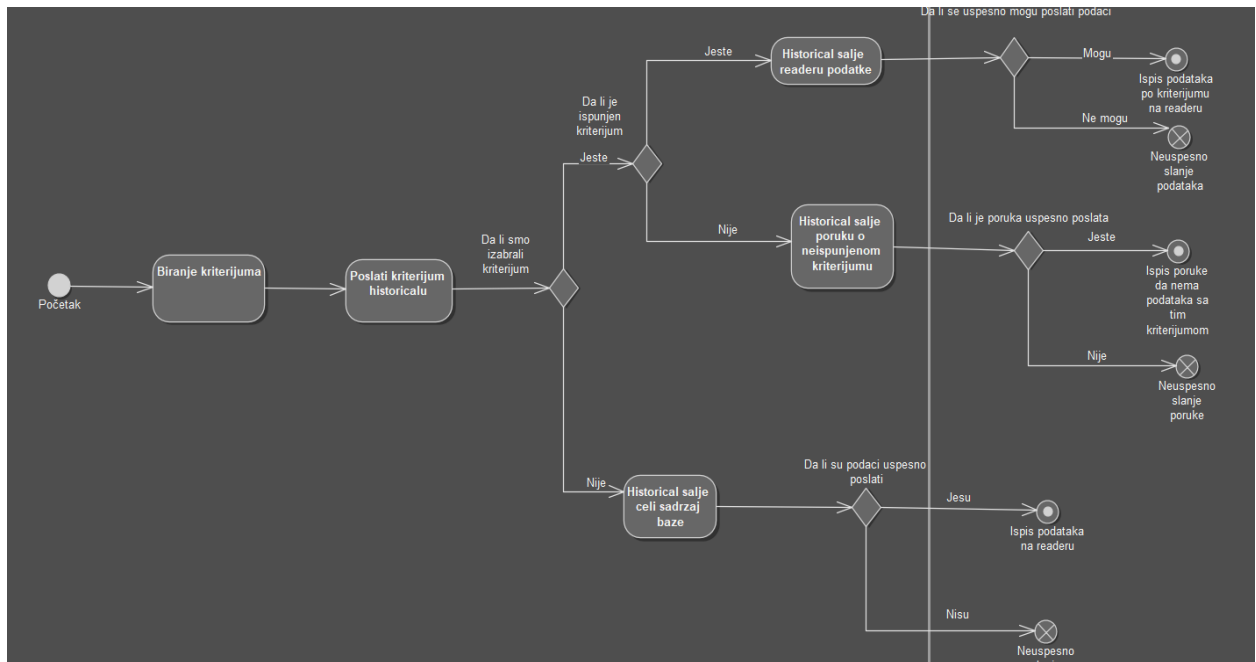 Da li se uspesno mogu poslati podaci
Jeste
Historical salje
readeru podatke
Mogu
Ispis podataka
po kriterijumu
na readeru
Da li je
ispunjen
kriterijum
Ne mogu
Jeste
Neuspesno
slanje
podataka
Nije
Historical salje
poruku o
neispunjenom
kriterijumu
Da li je poruka uspesno poslata
Jeste
Da li smo
izabrali
kriterijum
Ispis poruke
da nema
podataka sa
tim
kriterijumom
Početak
Biranje kriterijuma
Poslati kriterijum
historicalu
Nije
Neuspesno
slanje
poruke
Nije
Historical salje
celi sadrzaj
baze
Da li su podaci uspesno
poslati
Jesu
Ispis podataka
na readeru
Nisu
Neuspesno